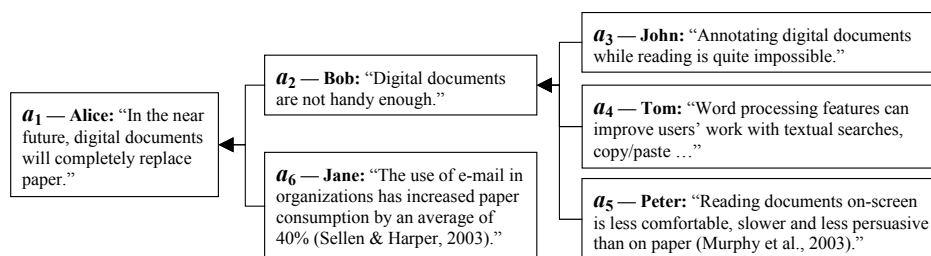 a1 — Alice: “In the near
future, digital documents
will completely replace
paper.”
a2 — Bob: “Digital documents
are not handy enough.”
a6 — Jane: “The use of e-mail in
organizations has increased paper
consumption by an average of
40% (Sellen & Harper, 2003).”
a3 — John: “Annotating digital documents
while reading is quite impossible.”
a4 — Tom: “Word processing features can
improve users’ work with textual searches,
copy/paste …”
a5 — Peter: “Reading documents on-screen
is less comfortable, slower and less persuasive
than on paper (Murphy et al., 2003).”